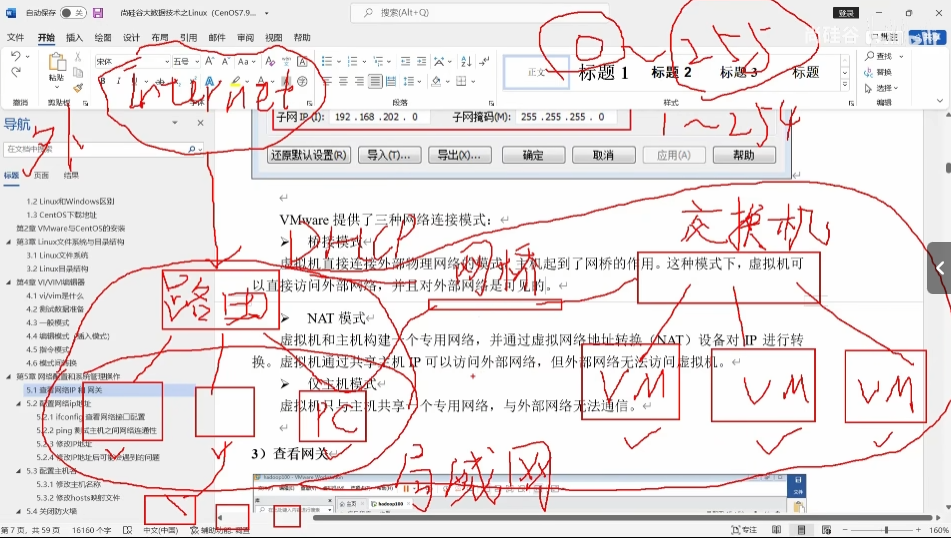 自动保存 关 尚硅谷大数据技术之Linux（CenOS7.9... 搜索(Alt+Q) 登录
文件 开始 插入 绘图 设计 布局 引用 邮件 审阅 视图 帮助
宋体 五号
粘贴
撤消 剪贴板 段落 样式 编辑
正文 标题 1 标题 2 标题 3 标题
查找
替换
选择
Internet
0 ~ 255
1～254
外
导航
在文档中搜索
标题 页面 结果
1.2 Linux和Windows区别
1.3 CentOS下载地址
第2章 VMware与CentOS的安装
第3章 Linux文件系统与目录结构
3.1 Linux文件系统
3.2 Linux目录结构
第4章 VI/VIM编辑器
4.1 vi/vim是什么
4.2 测试数据准备
4.3 一般模式
4.4 编辑模式（插入模式）
4.5 指令模式
4.6 模式间转换
第5章 网络配置和系统管理操作
5.1 查看网络IP 和 网关
5.2 配置网络ip地址
5.2.1 ifconfig 查看网络接口配置
5.2.2 ping 测试主机之间网络连通性
5.2.3 修改IP地址
5.2.4 修改IP地址后可能会遇到的问题
5.3 配置主机名
5.3.1 修改主机名称
5.3.2 修改hosts映射文件
5.4 关闭防火墙
子网 IP (I): 192 .168 .202 . 0 子网掩码(M): 255 .255 .255 . 0
还原默认设置(R) 导入(T)... 导出(X)... 确定 取消 应用(A) 帮助
VMware 提供了三种网络连接模式：
桥接模式
虚拟机直接连接外部物理网络的模式，主机起到了网桥的作用。这种模式下，虚拟机可
以直接访问外部网络，并且对外部网络是可见的。
NAT 模式
虚拟机和主机构建一个专用网络，并通过虚拟网络地址转换（NAT）设备对 IP 进行转
换。虚拟机通过共享主机 IP 可以访问外部网络，但外部网络无法访问虚拟机。
仅主机模式
虚拟机只与主机共享一个专用网络，与外部网络无法通信。
3）查看网关
DHCP
网桥
交换机
路由
PC
VM VM VM
局域网
hadoop100 - VMware Workstation
主页 hadoop100
文件
第 7 页，共 59 页 16160 个字 中文(中国) 辅助功能: 调查 专注 160%